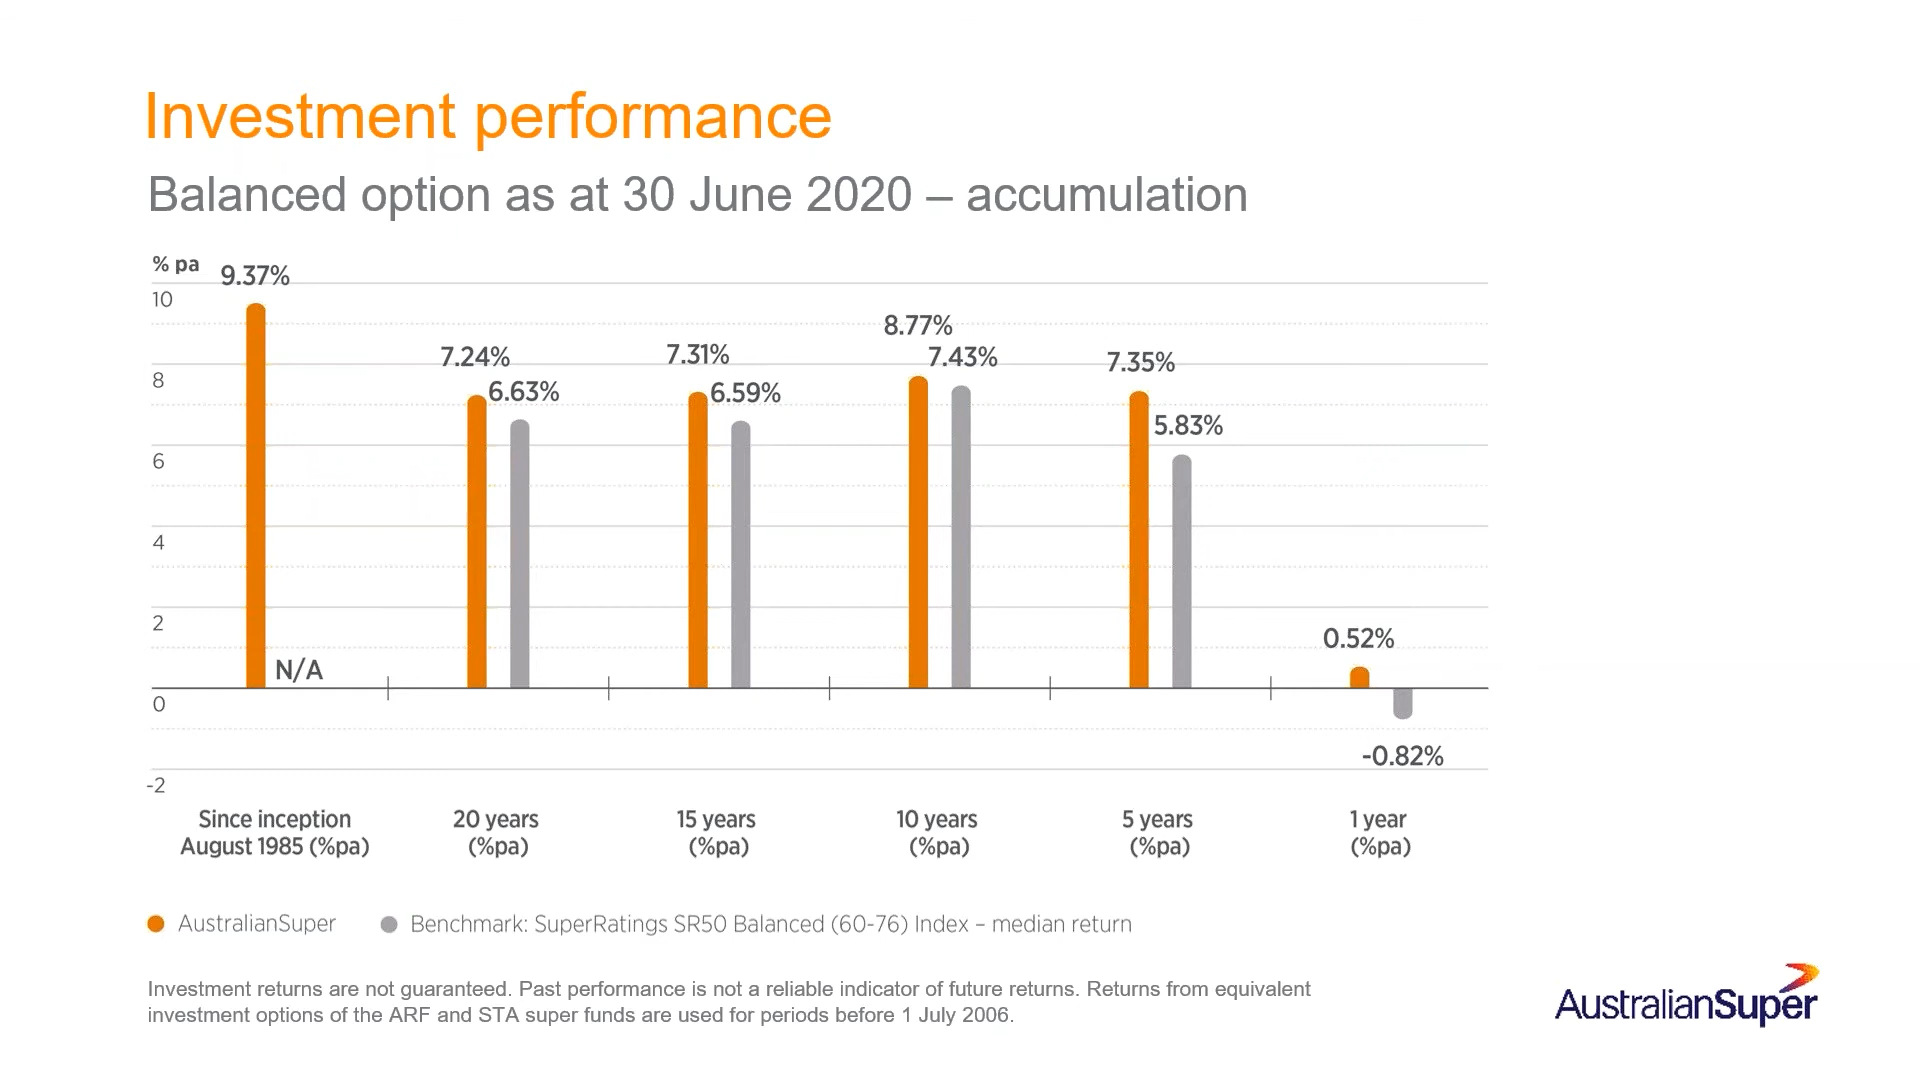 Investment performance
Balanced option as at 30 June 2020 – accumulation
% pa
9.37%
10
8.77%
7.24%
7.31%
7.43%
7.35%
8
6.63%
6.59%
5.83%
6
4
2
0.52%
N/A
0
-0.82%
-2
Since inception
August 1985 (%pa)
20 years
(%pa)
15 years
(%pa)
10 years
(%pa)
5 years
(%pa)
1 year
(%pa)
AustralianSuper
Benchmark: SuperRatings SR50 Balanced (60-76) Index – median return
Investment returns are not guaranteed. Past performance is not a reliable indicator of future returns. Returns from equivalent
investment options of the ARF and STA super funds are used for periods before 1 July 2006.
AustralianSuper